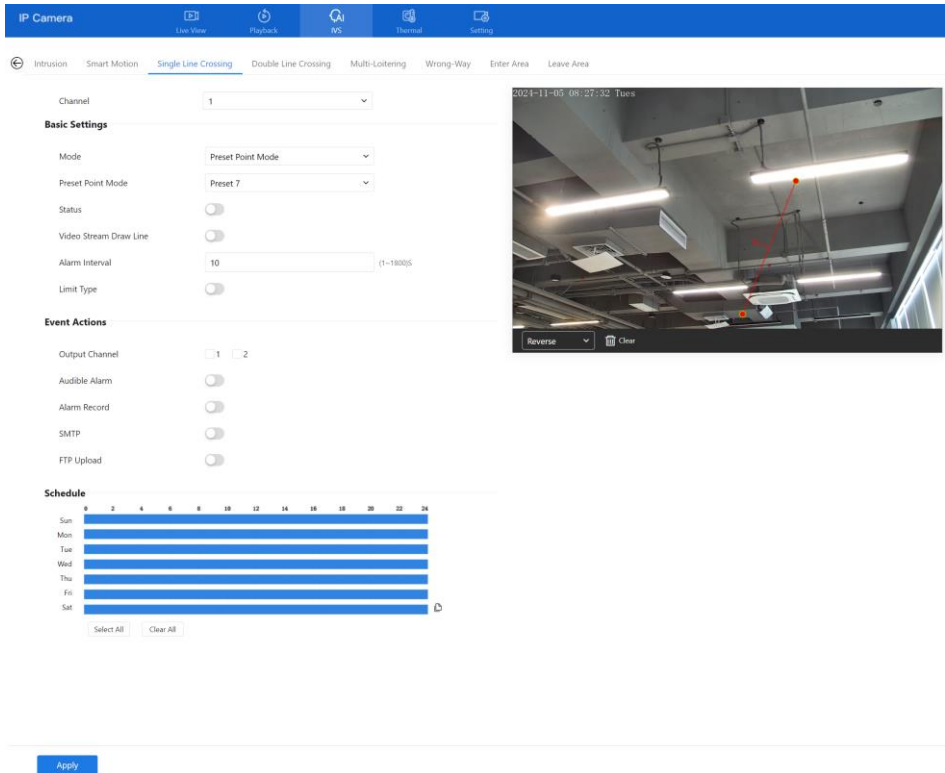 IP Camera
Live View
Playback
IVS
Thermal
Setting
Intrusion Smart Motion Single Line Crossing Double Line Crossing Multi-Loitering Wrong-Way Enter Area Leave Area
Channel 1
2024-11-05 08:27:32 Tues
Basic Settings
Mode Preset Point Mode
Preset Point Mode Preset 7
Status
Video Stream Draw Line
Alarm Interval 10 (1~1800)S
Limit Type
Reverse Clear
Event Actions
Output Channel 1 2
Audible Alarm
Alarm Record
SMTP
FTP Upload
Schedule
0 2 4 6 8 10 12 14 16 18 20 22 24
Sun
Mon
Tue
Wed
Thu
Fri
Sat
Select All Clear All
Apply